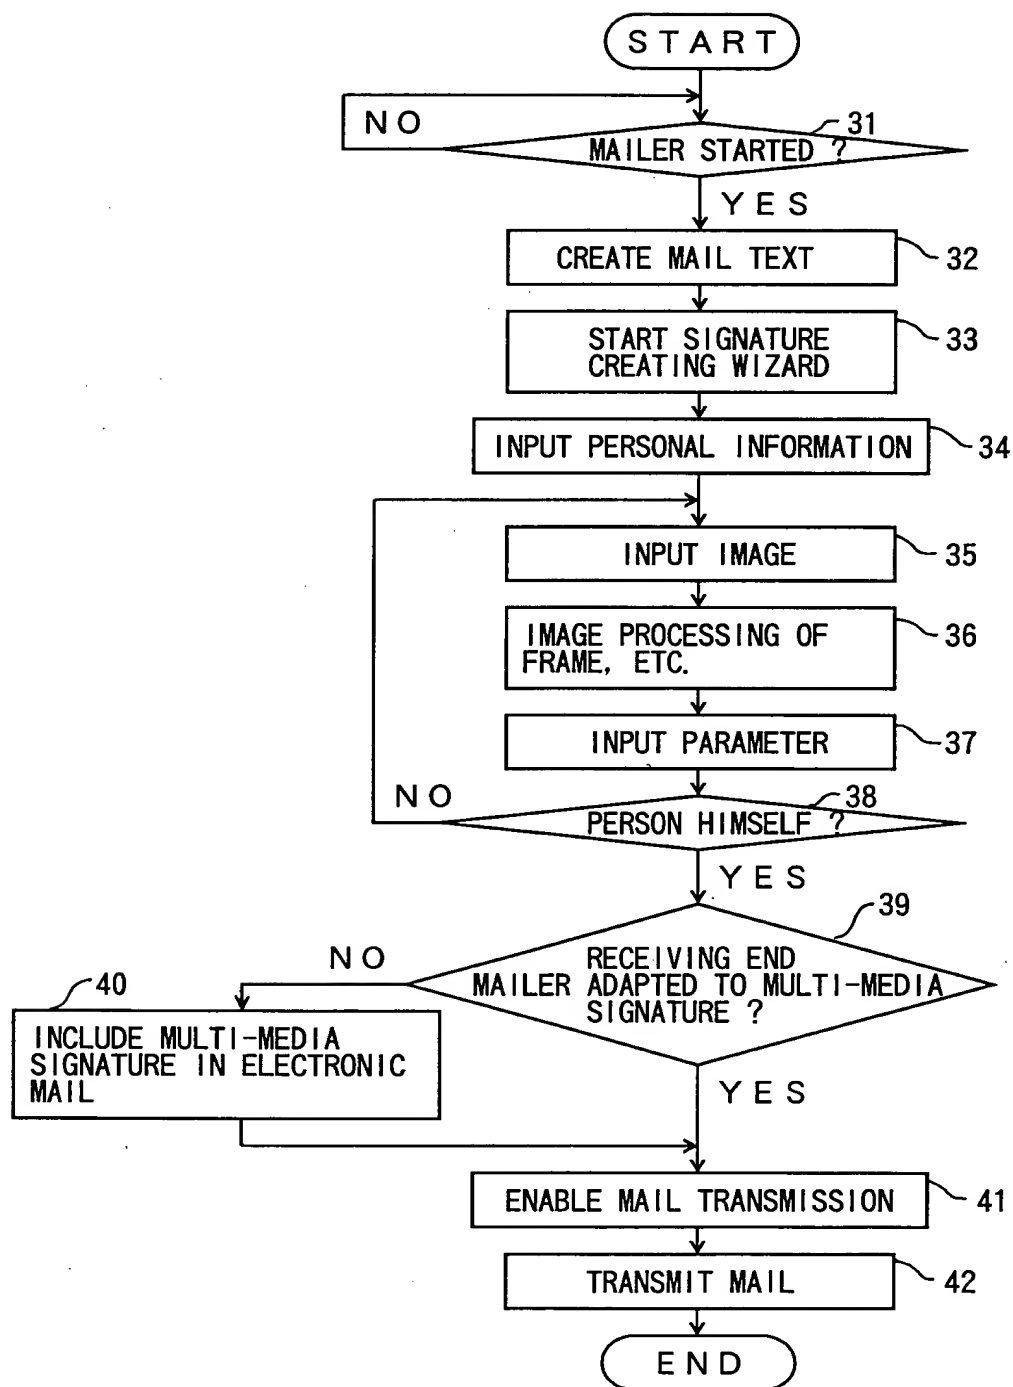 START
NO
31
MAILER STARTED ?
YES
CREATE MAIL TEXT
32
START SIGNATURE
CREATING WIZARD
33
INPUT PERSONAL INFORMATION
34
INPUT IMAGE
35
IMAGE PROCESSING OF
FRAME, ETC.
36
INPUT PARAMETER
37
NO
38
PERSON HIMSELF ?
YES
39
NO
RECEIVING END
MAILER ADAPTED TO MULTI-MEDIA
SIGNATURE ?
40
INCLUDE MULTI-MEDIA
SIGNATURE IN ELECTRONIC
MAIL
YES
ENABLE MAIL TRANSMISSION
41
TRANSMIT MAIL
42
END